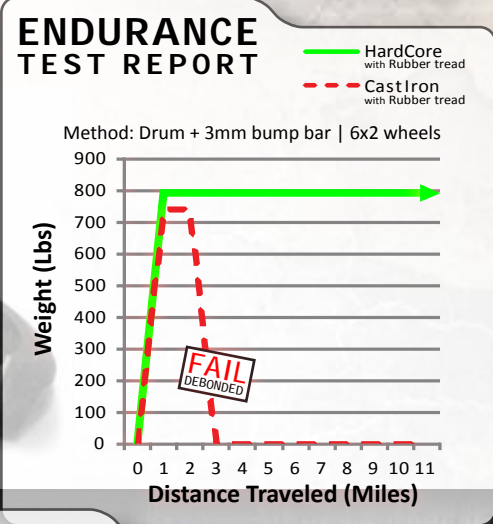 ENDURANCE
TEST REPORT
HardCore
with Rubber tread
CastIron
with Rubber tread
Method: Drum + 3mm bump bar | 6x2 wheels
900
800
700
600
500
400
300
200
100
0
Weight (Lbs)
FAIL
DEBONDED
0 1 2 3 4 5 6 7 8 9 10 11
Distance Traveled (Miles)